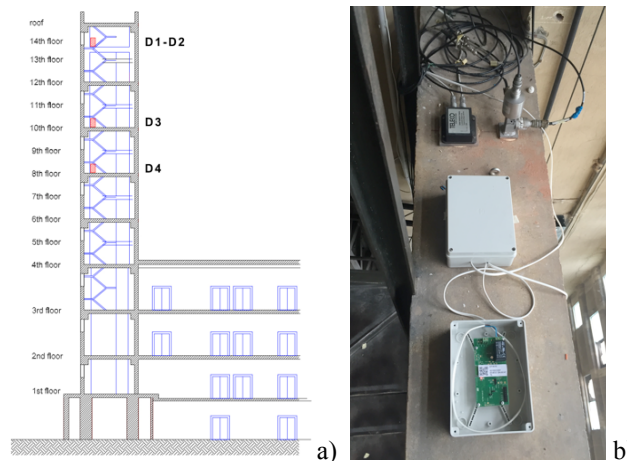 roof
14th floor
D1-D2
13th floor
12th floor
11th floor
D3
10th floor
9th floor
D4
8th floor
7th floor
6th floor
5th floor
4th floor
3rd floor
2nd floor
1st floor
a)
b